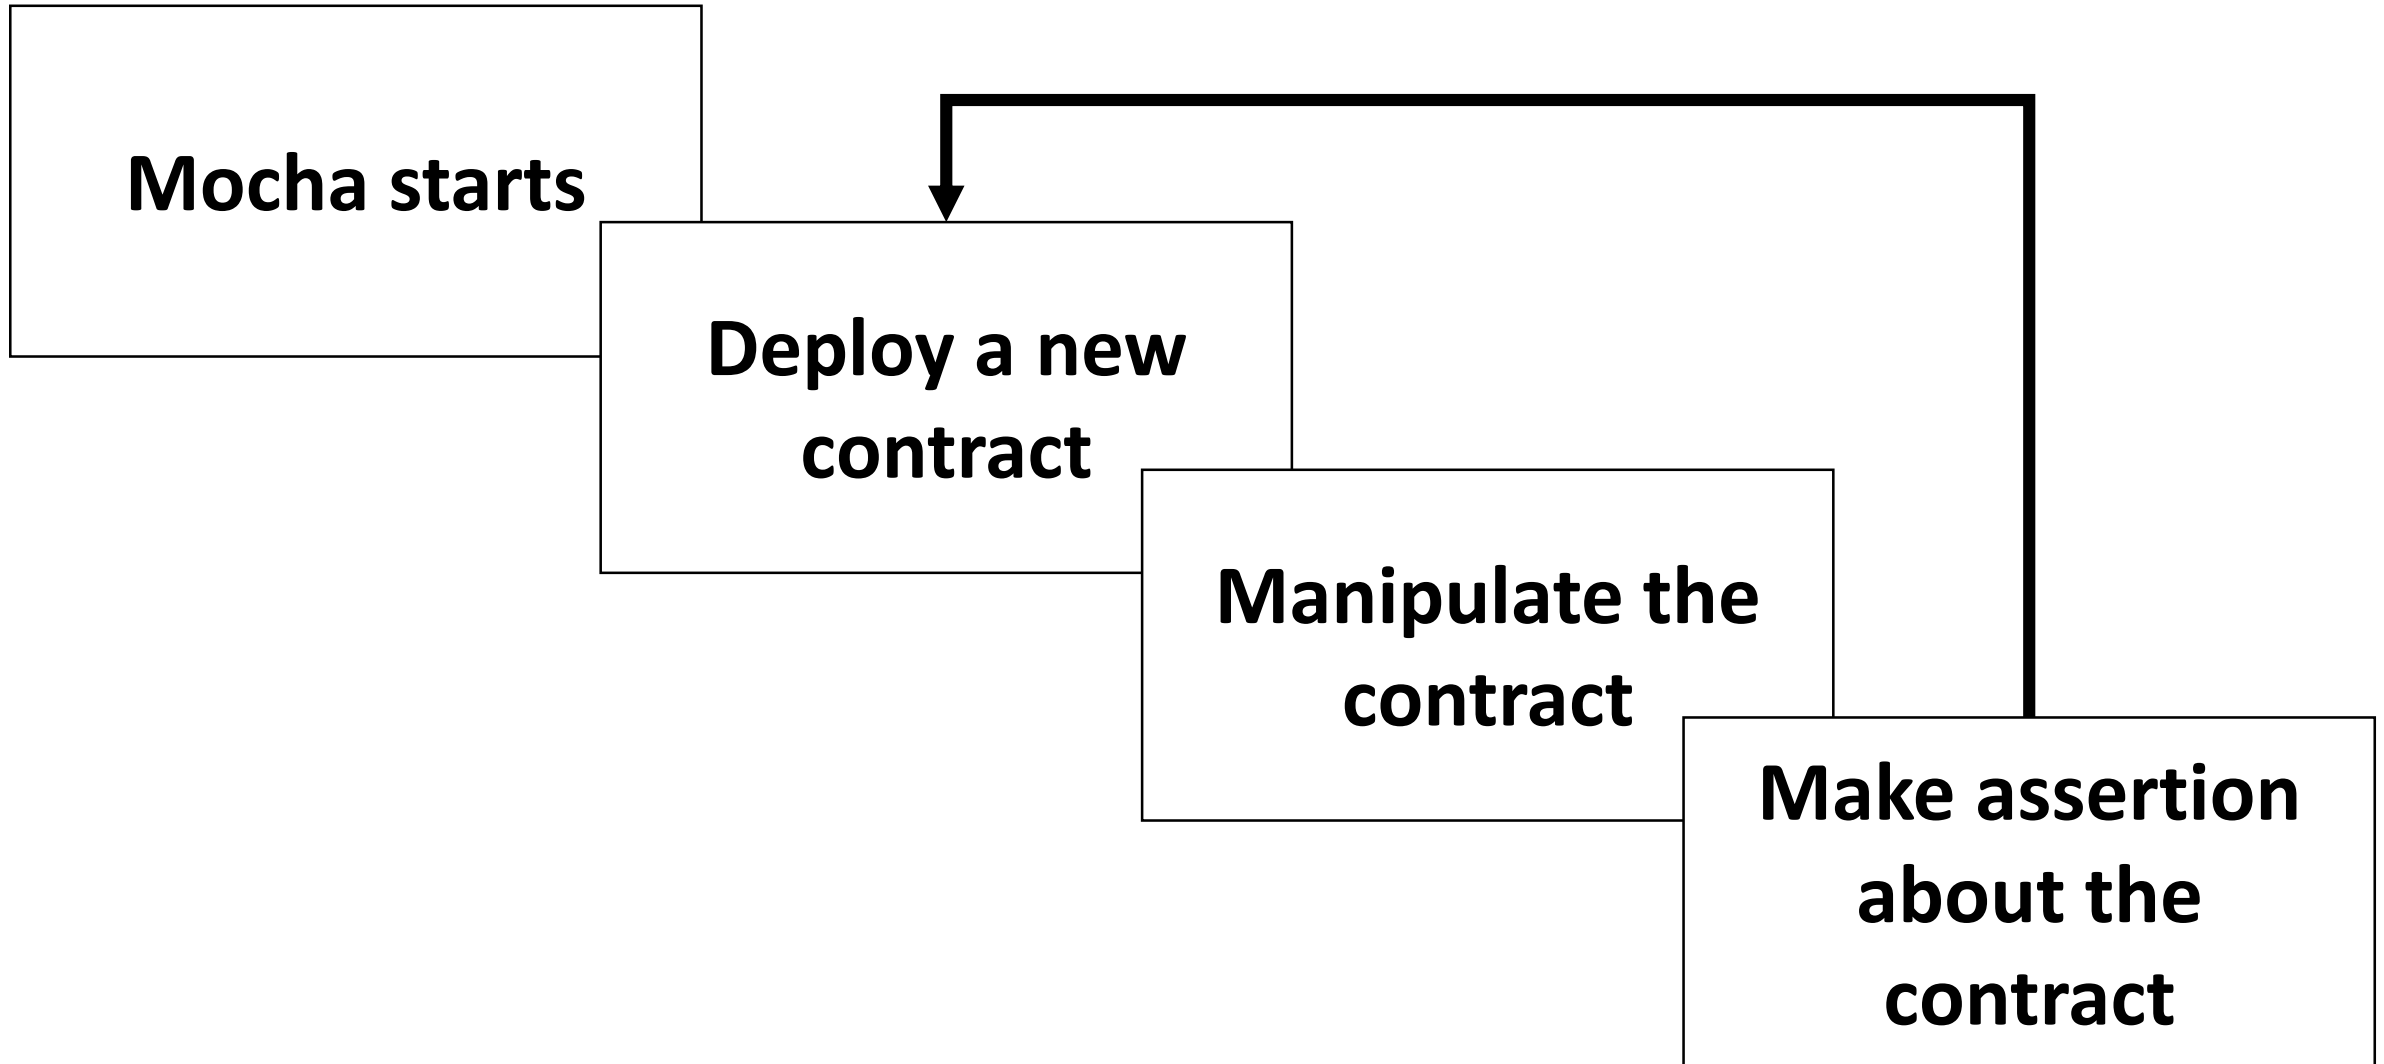 Mocha starts
Deploy a new
contract
Manipulate the
contract
Make assertion
about the
contract